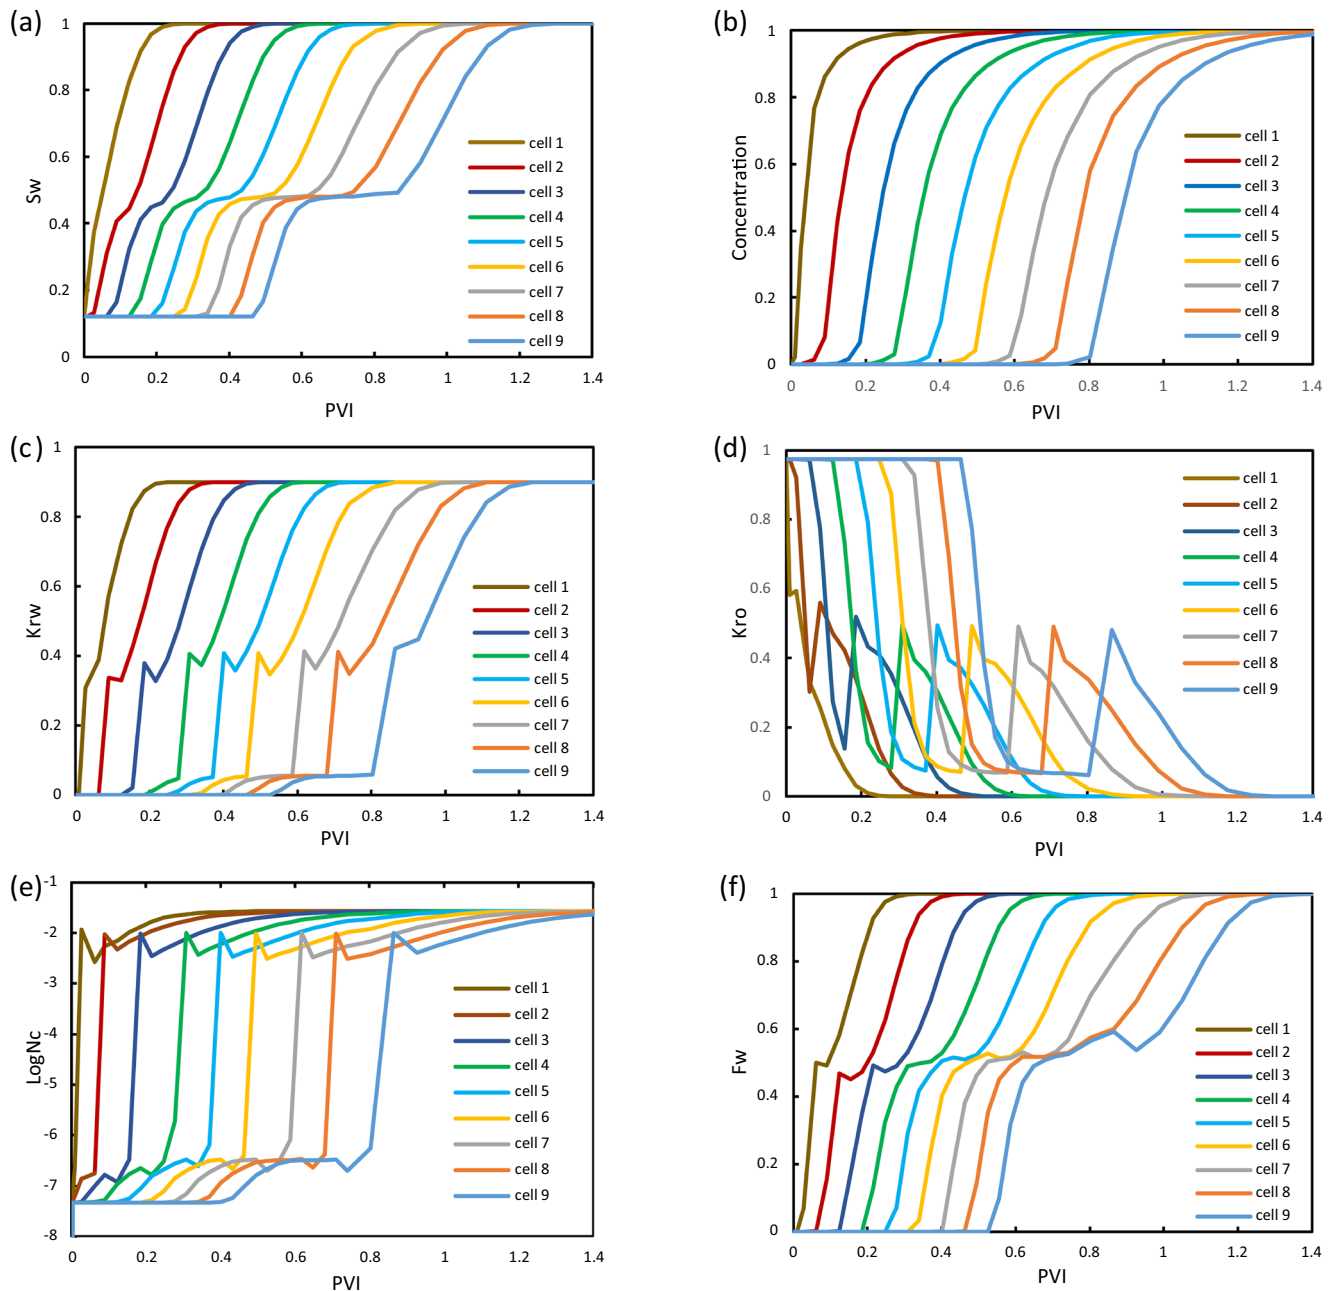 (a)
1
0.8
0.6
0.4
0.2
0
Sw
0 0.2 0.4 0.6 0.8 1 1.2 1.4
PVI
cell 1
cell 2
cell 3
cell 4
cell 5
cell 6
cell 7
cell 8
cell 9
(b)
1
0.8
0.6
0.4
0.2
0
Concentration
0 0.2 0.4 0.6 0.8 1 1.2 1.4
PVI
cell 1
cell 2
cell 3
cell 4
cell 5
cell 6
cell 7
cell 8
cell 9
(c)
1
0.8
0.6
0.4
0.2
0
Krw
0 0.2 0.4 0.6 0.8 1 1.2 1.4
PVI
cell 1
cell 2
cell 3
cell 4
cell 5
cell 6
cell 7
cell 8
cell 9
(d)
1
0.8
0.6
0.4
0.2
0
Kro
0 0.2 0.4 0.6 0.8 1 1.2 1.4
PVI
cell 1
cell 2
cell 3
cell 4
cell 5
cell 6
cell 7
cell 8
cell 9
(e)
-1
-2
-3
-4
-5
-6
-7
-8
LogNc
0 0.2 0.4 0.6 0.8 1 1.2 1.4
PVI
cell 1
cell 2
cell 3
cell 4
cell 5
cell 6
cell 7
cell 8
cell 9
(f)
1
0.8
0.6
0.4
0.2
0
Fw
0 0.2 0.4 0.6 0.8 1 1.2 1.4
PVI
cell 1
cell 2
cell 3
cell 4
cell 5
cell 6
cell 7
cell 8
cell 9